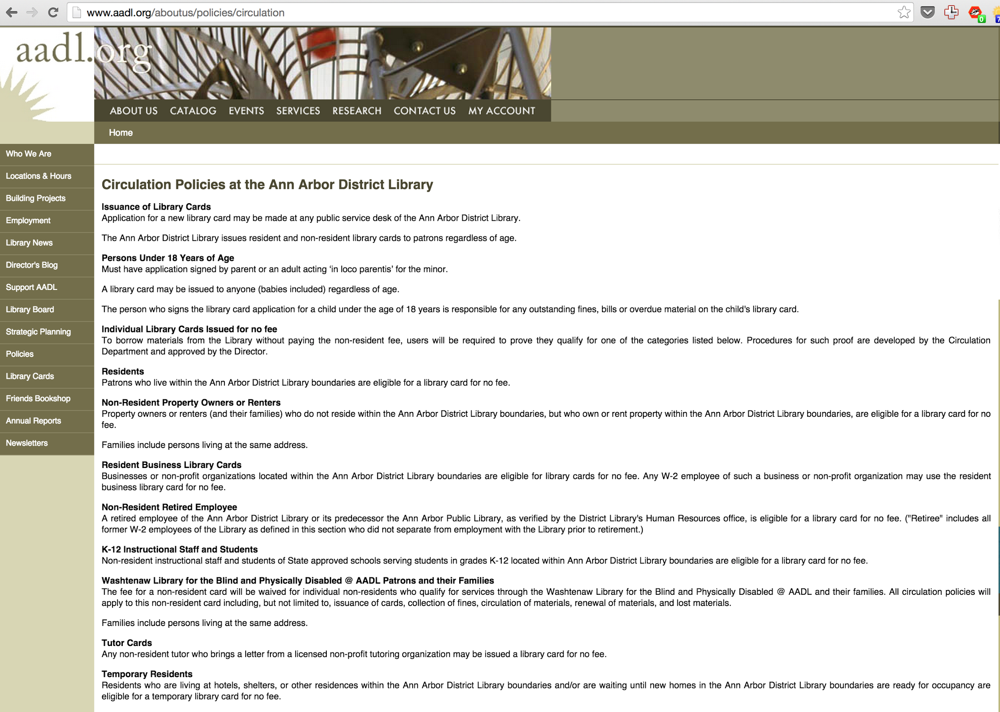 www.aadl.org/aboutus/policies/circulation
0
7
aadl.org
ABOUT US CATALOG EVENTS SERVICES RESEARCH CONTACT US MY ACCOUNT
Home
Who We Are
Locations & Hours
Building Projects
Employment
Library News
Director's Blog
Support AADL
Library Board
Strategic Planning
Policies
Library Cards
Friends Bookshop
Annual Reports
Newsletters
Circulation Policies at the Ann Arbor District Library
Issuance of Library Cards
Application for a new library card may be made at any public service desk of the Ann Arbor District Library.
The Ann Arbor District Library issues resident and non-resident library cards to patrons regardless of age.
Persons Under 18 Years of Age
Must have application signed by parent or an adult acting ‘in loco parentis’ for the minor.
A library card may be issued to anyone (babies included) regardless of age.
The person who signs the library card application for a child under the age of 18 years is responsible for any outstanding fines, bills or overdue material on the child's library card.
Individual Library Cards Issued for no fee
To borrow materials from the Library without paying the non-resident fee, users will be required to prove they qualify for one of the categories listed below. Procedures for such proof are developed by the Circulation
Department and approved by the Director.
Residents
Patrons who live within the Ann Arbor District Library boundaries are eligible for a library card for no fee.
Non-Resident Property Owners or Renters
Property owners or renters (and their families) who do not reside within the Ann Arbor District Library boundaries, but who own or rent property within the Ann Arbor District Library boundaries, are eligible for a library card for no
fee.
Families include persons living at the same address.
Resident Business Library Cards
Businesses or non-profit organizations located within the Ann Arbor District Library boundaries are eligible for library cards for no fee. Any W-2 employee of such a business or non-profit organization may use the resident
business library card for no fee.
Non-Resident Retired Employee
A retired employee of the Ann Arbor District Library or its predecessor the Ann Arbor Public Library, as verified by the District Library's Human Resources office, is eligible for a library card for no fee. ("Retiree" includes all
former W-2 employees of the Library as defined in this section who did not separate from employment with the Library prior to retirement.)
K-12 Instructional Staff and Students
Non-resident instructional staff and students of State approved schools serving students in grades K-12 located within Ann Arbor District Library boundaries are eligible for a library card for no fee.
Washtenaw Library for the Blind and Physically Disabled @ AADL Patrons and their Families
The fee for a non-resident card will be waived for individual non-residents who qualify for services through the Washtenaw Library for the Blind and Physically Disabled @ AADL and their families. All circulation policies will
apply to this non-resident card including, but not limited to, issuance of cards, collection of fines, circulation of materials, renewal of materials, and lost materials.
Families include persons living at the same address.
Tutor Cards
Any non-resident tutor who brings a letter from a licensed non-profit tutoring organization may be issued a library card for no fee.
Temporary Residents
Residents who are living at hotels, shelters, or other residences within the Ann Arbor District Library boundaries and/or are waiting until new homes in the Ann Arbor District Library boundaries are ready for occupancy are
eligible for a temporary library card for no fee.